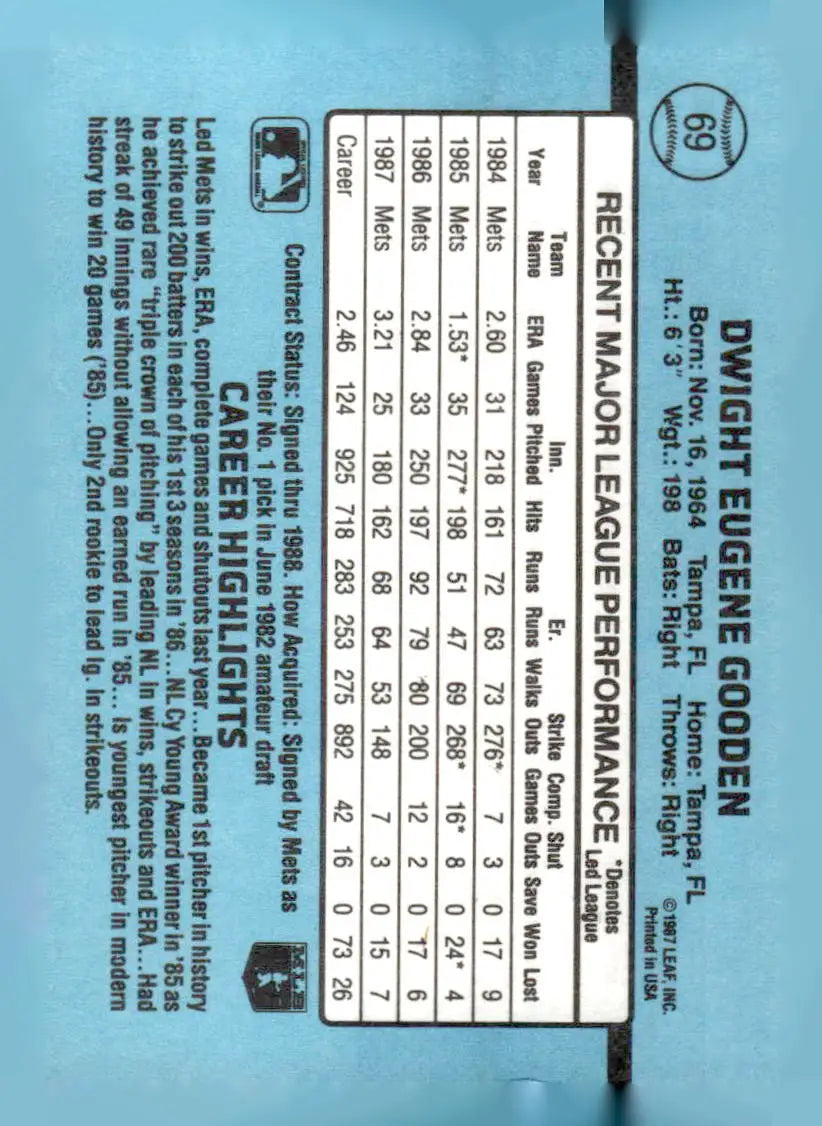 69
DWIGHT EUGENE GOODEN
Born: Nov. 16, 1964 Tampa, FL Home: Tampa, FL
Ht.: 6'3" Wgt.: 198 Bats: Right Throws: Right
©1987 LEAF, INC.
Printed in USA
RECENT MAJOR LEAGUE PERFORMANCE *Denotes Led League
Team Inn. Er. Strike Comp. Shut
Year Name ERA Games Pitched Hits Runs Runs Walks Outs Games Outs Save Won Lost
1984 Mets 2.60 31 218 161 72 63 73 276* 7 3 0 17 9
1985 Mets 1.53* 35 277* 198 51 47 69 268* 16* 8 0 24* 4
1986 Mets 2.84 33 250 197 92 79 80 200 12 2 0 17 6
1987 Mets 3.21 25 180 162 68 64 53 148 7 3 0 15 7
Career 2.46 124 925 718 283 253 275 892 42 16 0 73 26
Contract Status: Signed thru 1988. How Acquired: Signed by Mets as
their No. 1 pick in June 1982 amateur draft
MLB
CAREER HIGHLIGHTS
Led Mets in wins, ERA, complete games and shutouts last year...Became 1st pitcher in history
to strike out 200 batters in each of his 1st 3 seasons in '86...NL Cy Young Award winner in '85 as
he achieved rare "triple crown of pitching" by leading NL in wins, strikeouts and ERA...Had
streak of 49 innings without allowing an earned run in '85... Is youngest pitcher in modern
history to win 20 games ('85)...Only 2nd rookie to lead lg. in strikeouts.